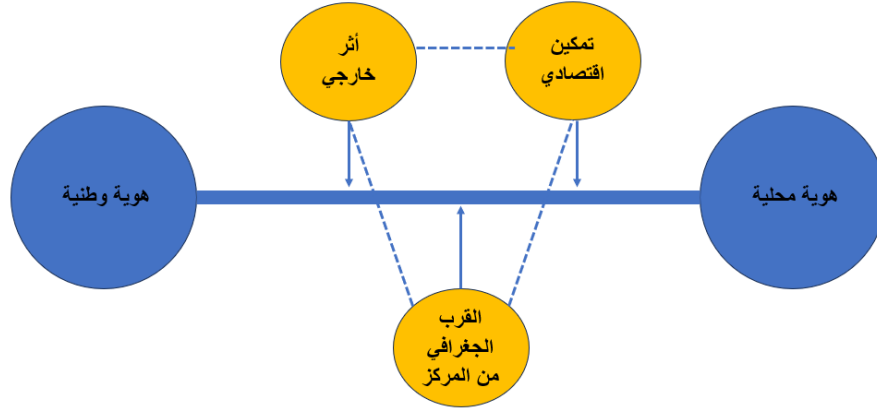 تمكين
اقتصادي
أثر
خارجي
هوية محلية
هوية وطنية
القرب
الجغرافي
من المركز